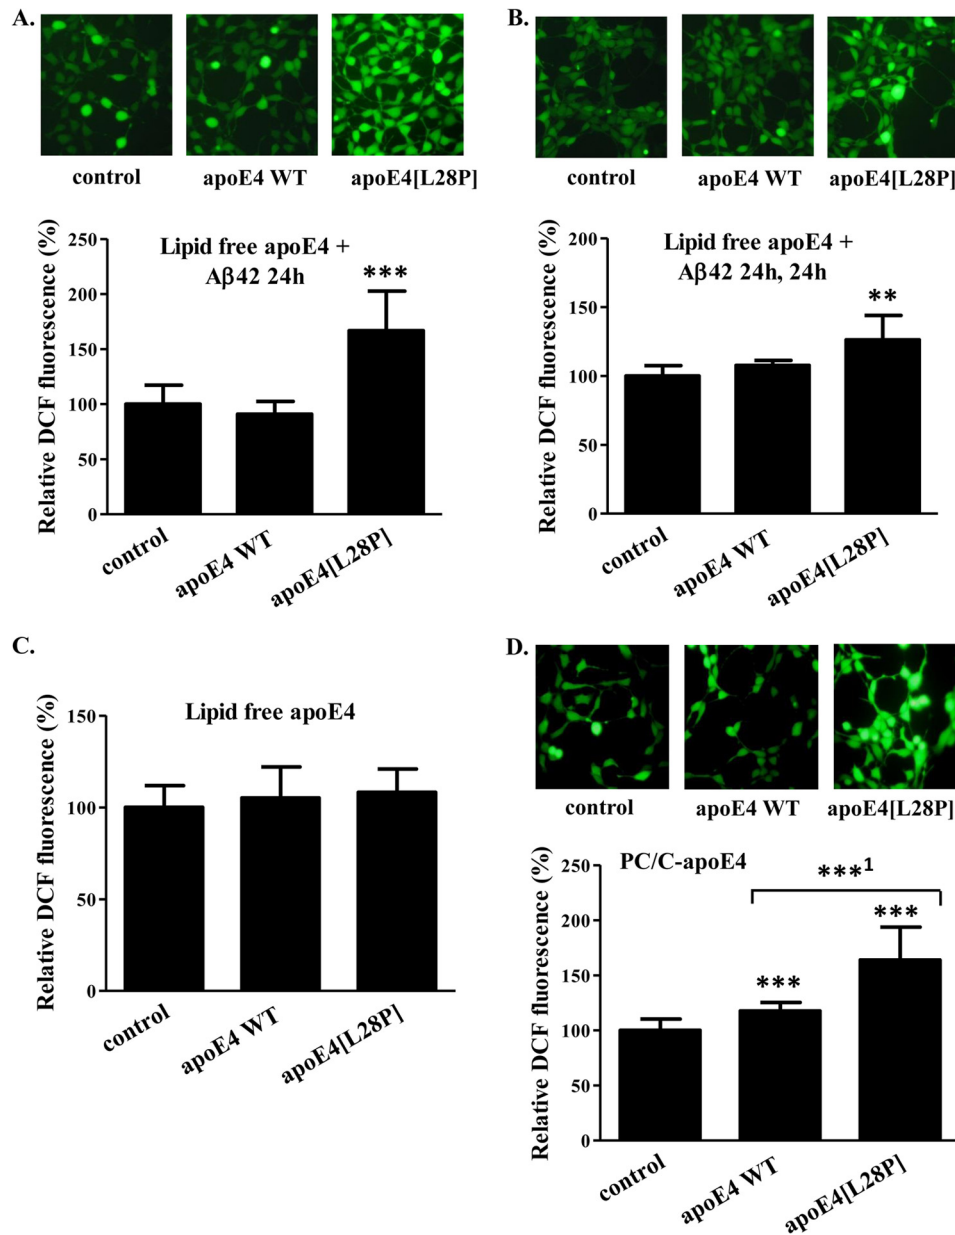 A.
control
apoE4 WT
apoE4[L28P]
Relative DCF fluorescence (%)
250
200
150
100
50
0
Lipid free apoE4 +
Aβ42 24h
***
control
apoE4 WT
apoE4[L28P]
B.
control
apoE4 WT
apoE4[L28P]
Relative DCF fluorescence (%)
200
150
100
50
0
Lipid free apoE4 +
Aβ42 24h, 24h
**
control
apoE4 WT
apoE4[L28P]
C.
Relative DCF fluorescence (%)
150
100
50
0
Lipid free apoE4
control
apoE4 WT
apoE4[L28P]
D.
control
apoE4 WT
apoE4[L28P]
Relative DCF fluorescence (%)
250
200
150
100
50
0
PC/C-apoE4
***1
***
***
control
apoE4 WT
apoE4[L28P]